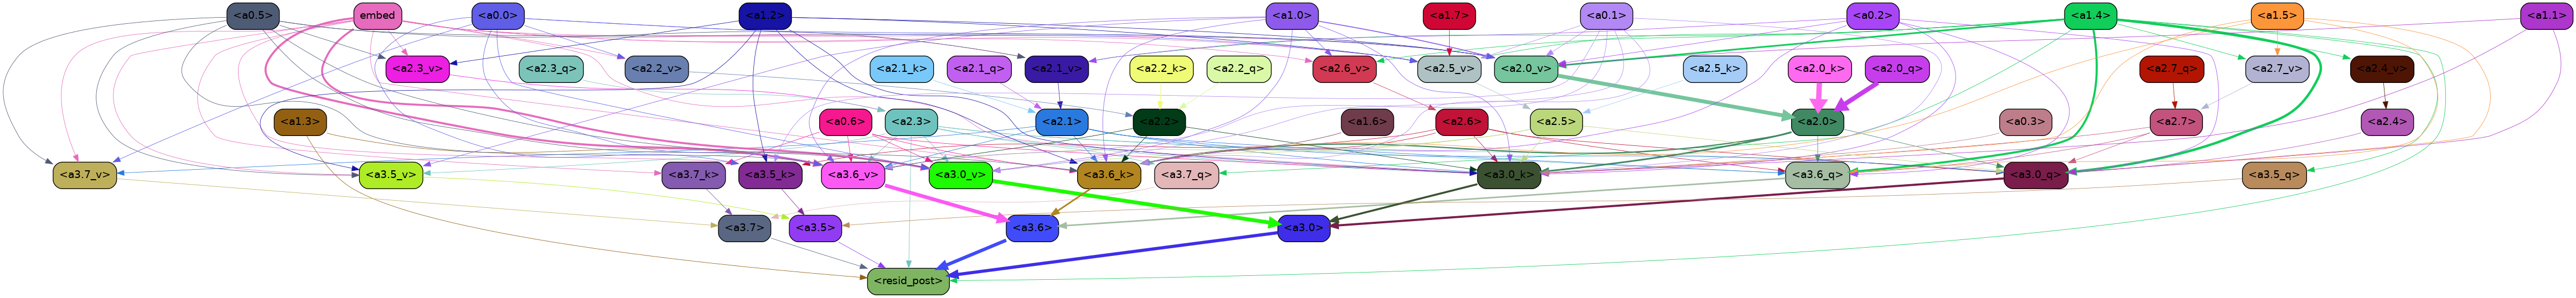 <a0.5> embed <a0.0> <a1.2> <a1.0> <a1.7> <a0.1> <a0.2> <a1.4> <a1.5> <a1.1>
<a2.3_v> <a2.3_q> <a2.2_v> <a2.1_k> <a2.1_q> <a2.1_v> <a2.2_k> <a2.2_q> <a2.6_v> <a2.5_v> <a2.0_v> <a2.5_k> <a2.0_k> <a2.0_q> <a2.7_q> <a2.7_v> <a2.4_v>
<a1.3> <a0.6> <a2.3> <a2.1> <a2.2> <a1.6> <a2.6> <a2.5> <a2.0> <a0.3> <a2.7> <a2.4>
<a3.7_v> <a3.5_v> <a3.7_k> <a3.5_k> <a3.6_v> <a3.0_v> <a3.6_k> <a3.7_q> <a3.0_k> <a3.6_q> <a3.0_q> <a3.5_q>
<a3.7> <a3.5> <a3.6> <a3.0>
<resid_post>